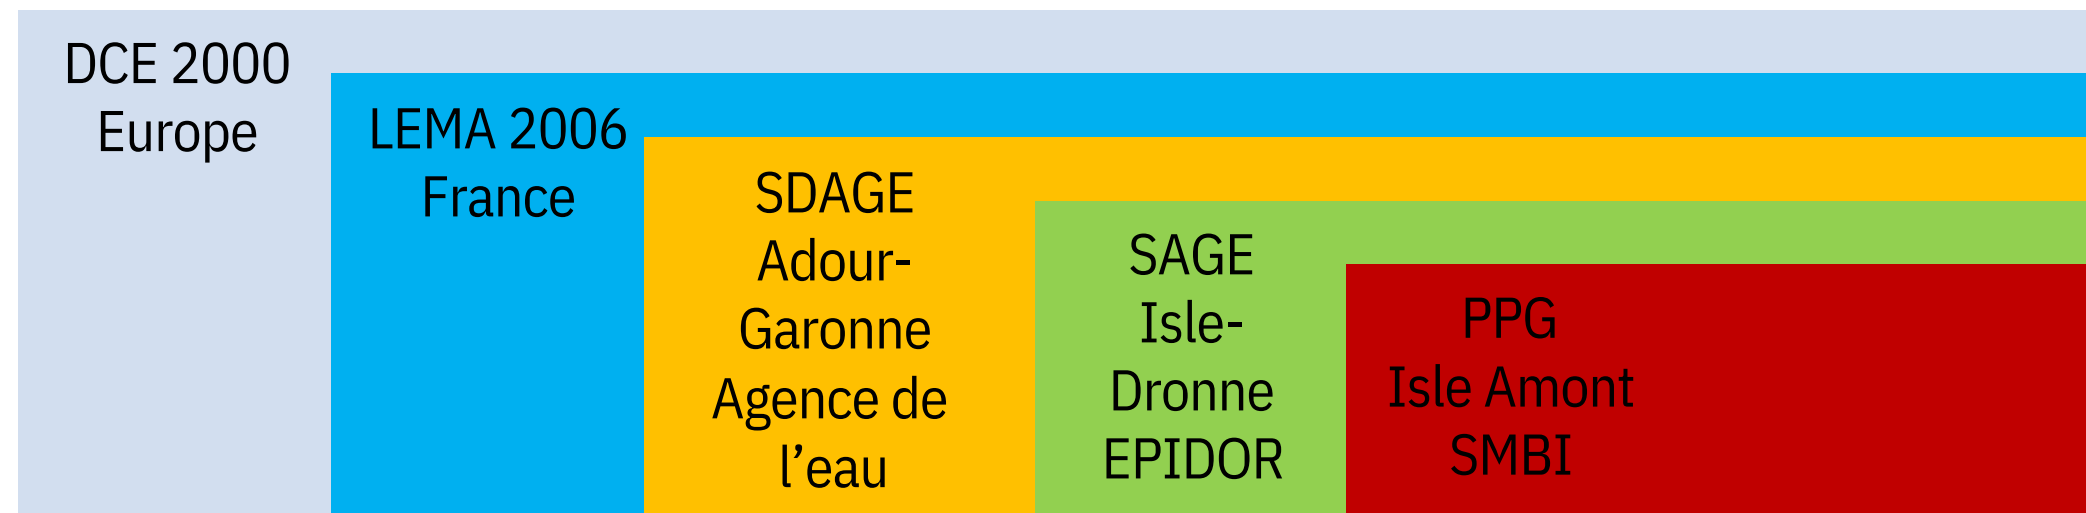 DCE 2000
Europe
LEMA 2006
France
SDAGE
Adour-
Garonne
Agence de
l’eau
SAGE
Isle-
Dronne
EPIDOR
PPG
Isle Amont
SMBI